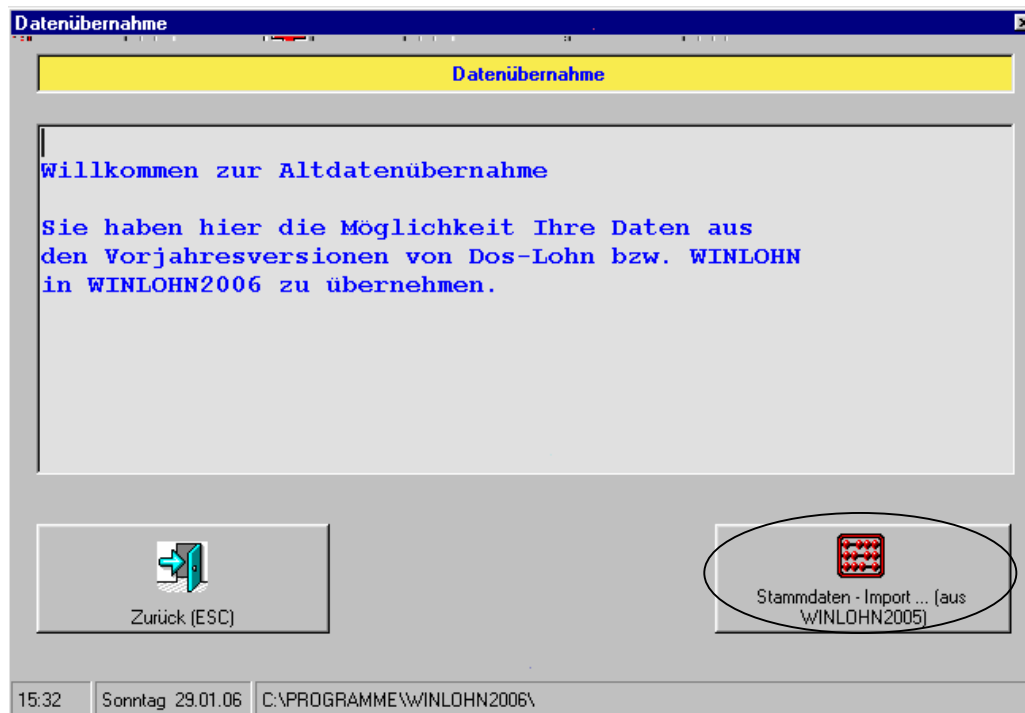 Datenübernahme
Datenübernahme
Willkommen zur Altdatenübernahme
Sie haben hier die Möglichkeit Ihre Daten aus
den Vorjahresversionen von Dos-Lohn bzw. WINLOHN
in WINLOHN2006 zu übernehmen.
Zurück (ESC)
Stammdaten - Import ... (aus
WINLOHN2005)
15:32 Sonntag 29.01.06 C:\PROGRAMME\WINLOHN2006\